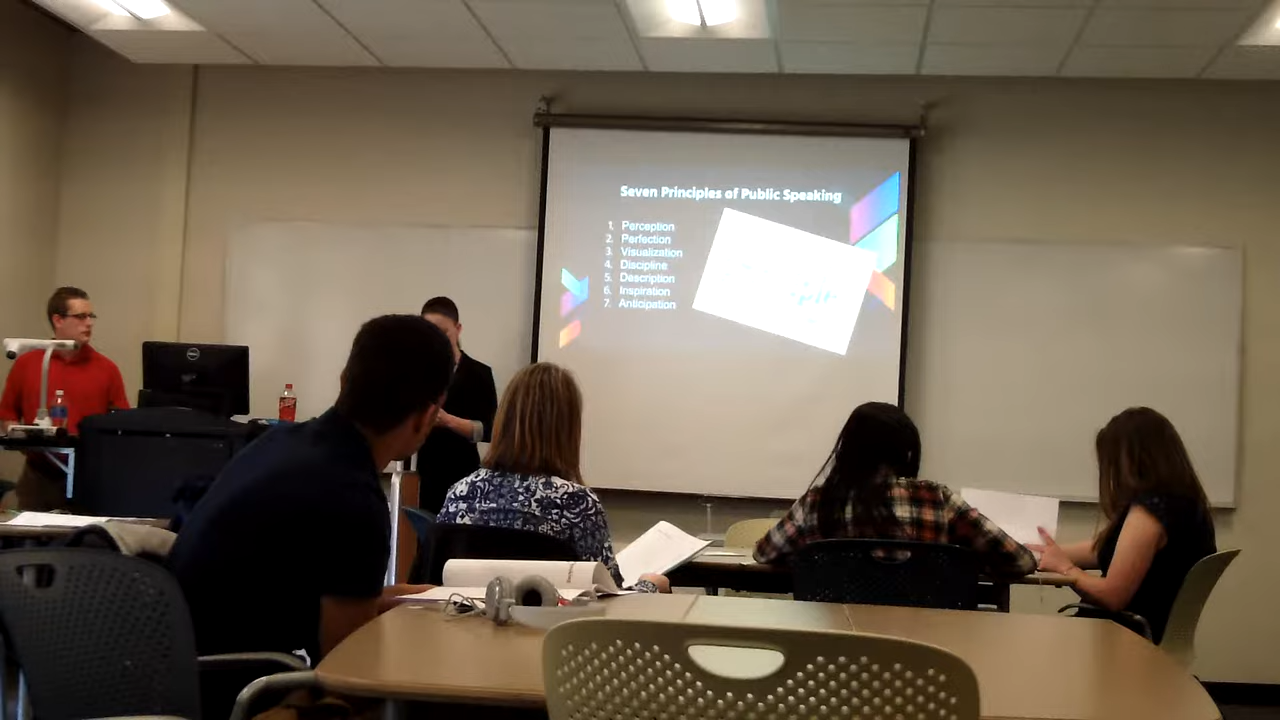 Seven Principles of Public Speaking
1. Perception
2. Perfection
3. Visualization
4. Discipline
5. Description
6. Inspiration
7. Anticipation
DELL